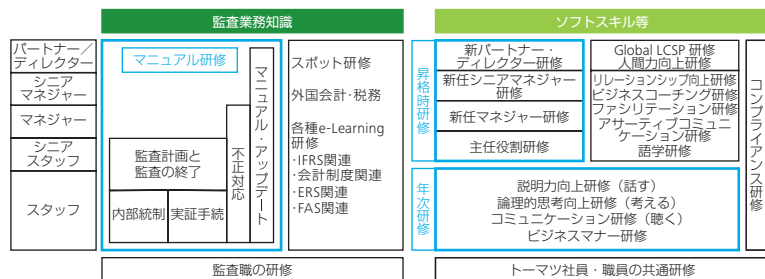 監査業務知識
ソフトスキル等
パートナー／
ディレクター
シニア
マネジャー
マネジャー
シニア
スタッフ
スタッフ
マニュアル研修
監査計画と
監査の終了
内部統制
実証手続
不正対応
マニュアル・アップデート
スポット研修
外国会計・税務
各種e-Learning
研修
・IFRS関連
・会計制度関連
・ERS関連
・FAS関連
昇格時研修
新パートナー・
ディレクター研修
新任シニアマネジャー
研修
新任マネジャー研修
主任役割研修
Global LCSP 研修
人間力向上研修
リレーションシップ向上研修
ビジネスコーチング研修
ファシリテーション研修
アサーティブコミュニ
ケーション研修
語学研修
年次研修
説明力向上研修（話す）
論理的思考向上研修（考える）
コミュニケーション研修（聴く）
ビジネスマナー研修
コンプライアンス研修
監査職の研修
トーマツ社員・職員の共通研修